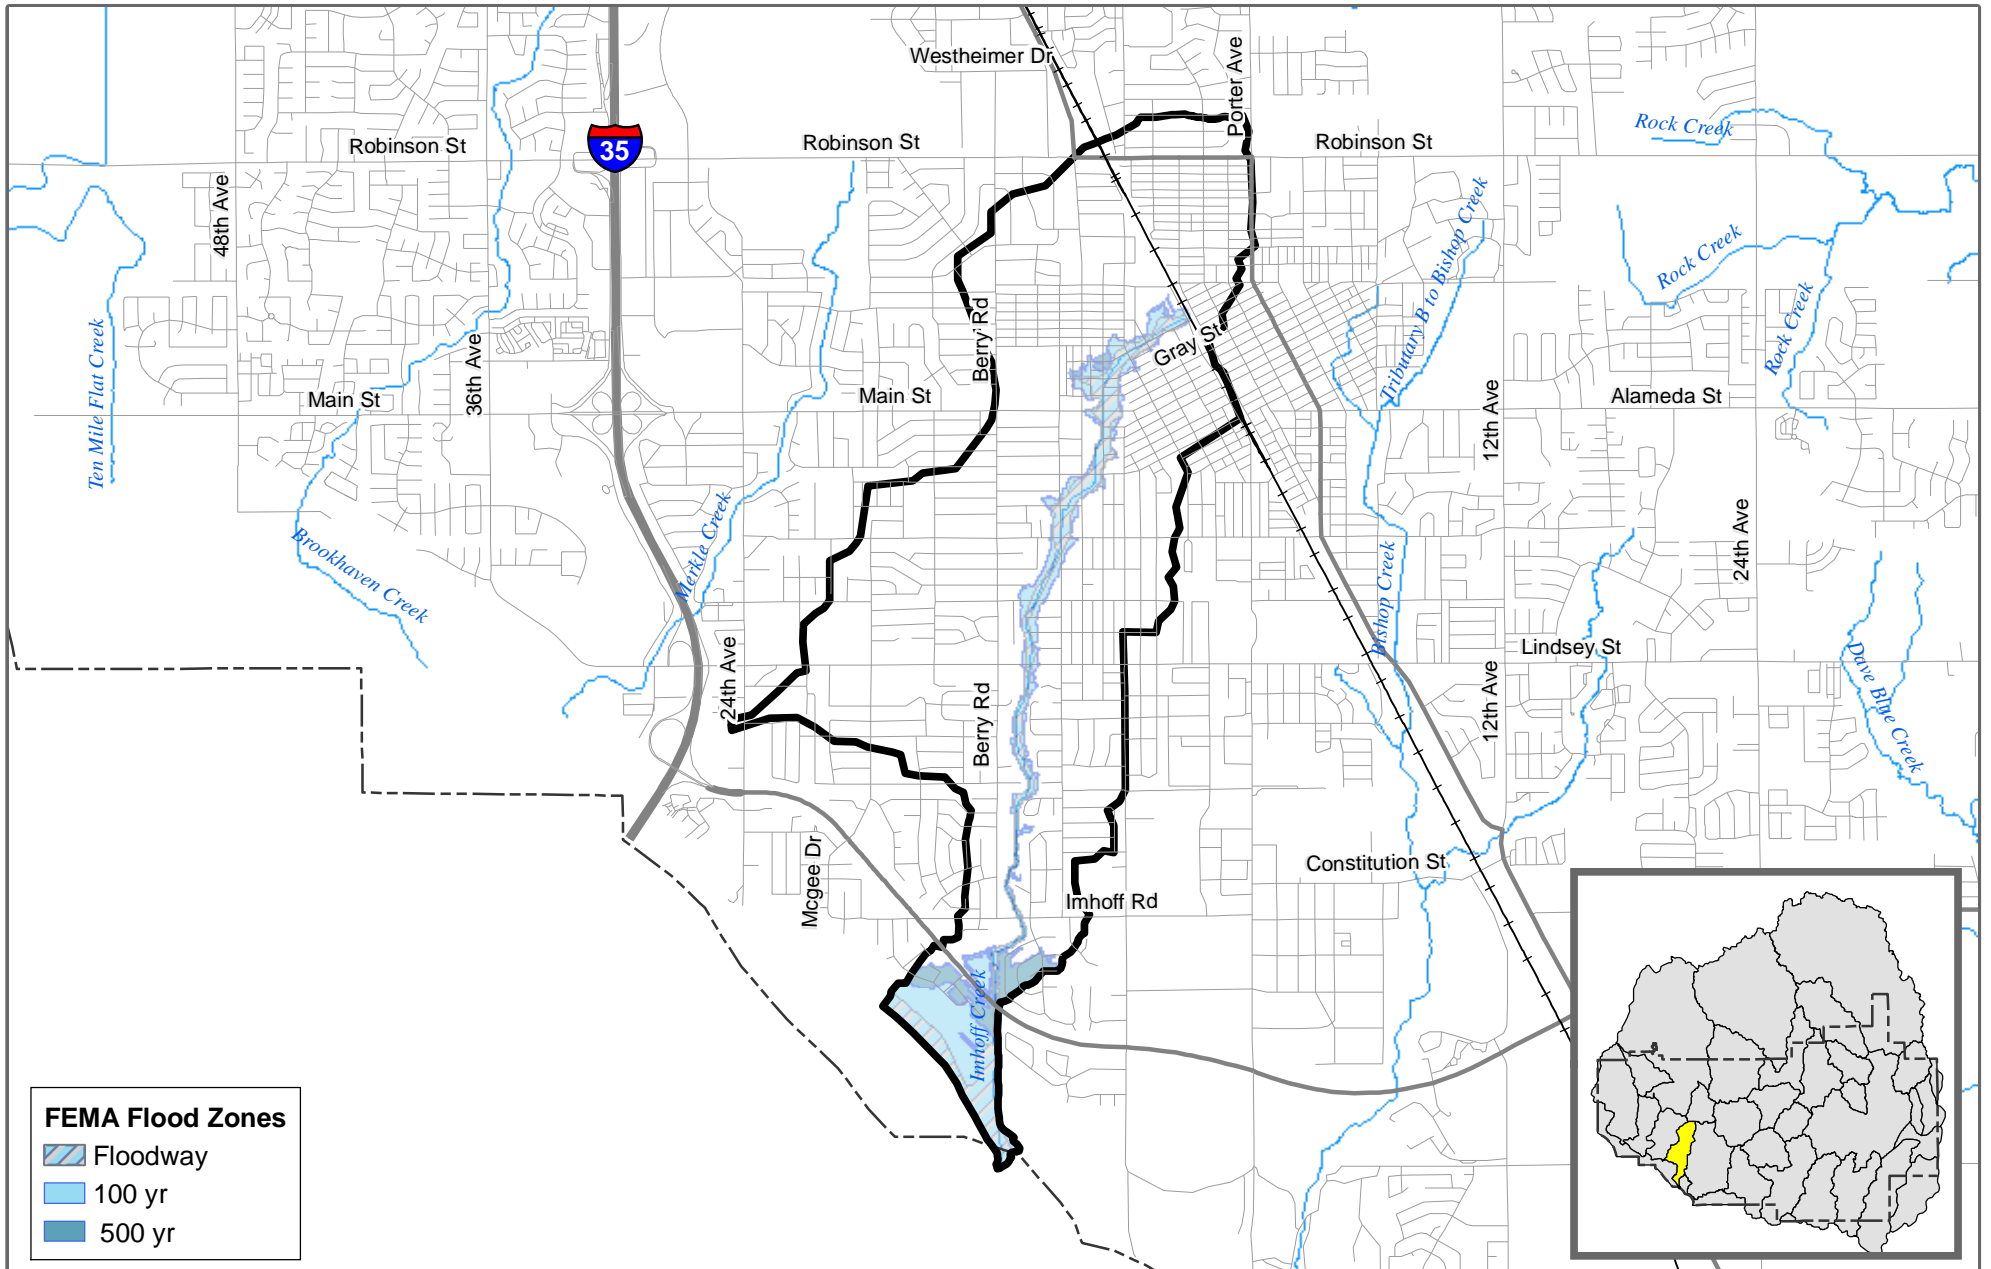 Westheimer Dr
Porter Ave
Rock Creek
Robinson St
35
Robinson St
Robinson St
48th Ave
Tributary B to Bishop Creek
Rock Creek
Rock Creek
Ten Mile Flat Creek
36th Ave
Berry Rd
Gray St
Main St
Main St
12th Ave
Alameda St
Merkle Creek
Brookhaven Creek
24th Ave
Bishop Creek
24th Ave
Berry Rd
12th Ave
Lindsey St
Dave Blue Creek
Mcgee Dr
Constitution St
Imhoff Rd
Imhoff Creek
FEMA Flood Zones
Floodway
100 yr
500 yr